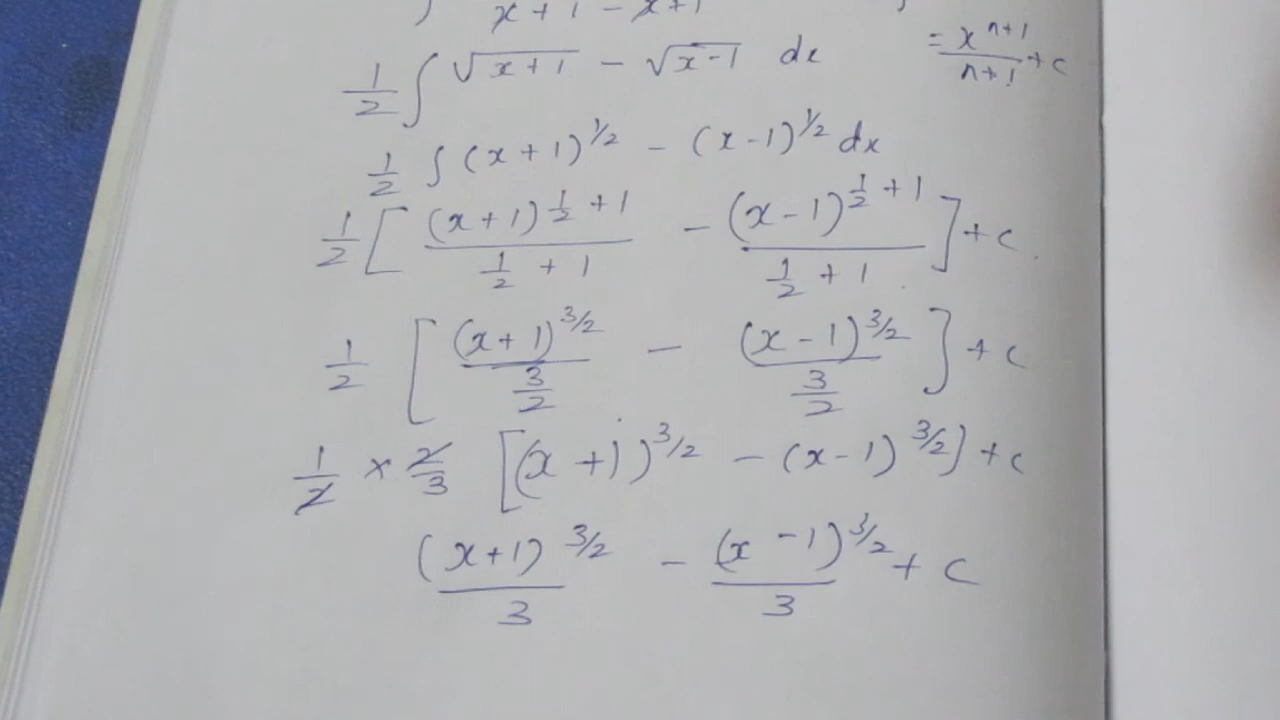 x + 1 - x + 1
1/2 ∫ √(x+1) - √(x-1) dx
= x^(n+1)/(n+1) + c
1/2 ∫ (x+1)^1/2 - (x-1)^1/2 dx
1/2 [ (x+1)^(1/2 + 1)/(1/2 + 1) - (x-1)^(1/2 + 1)/(1/2 + 1) ] + c
1/2 [ (x+1)^3/2/(3/2) - (x-1)^3/2/(3/2) ] + c
1/2 × 2/3 [(x+1)^3/2 - (x-1)^3/2] + c
(x+1)^3/2/3 - (x-1)^3/2/3 + c